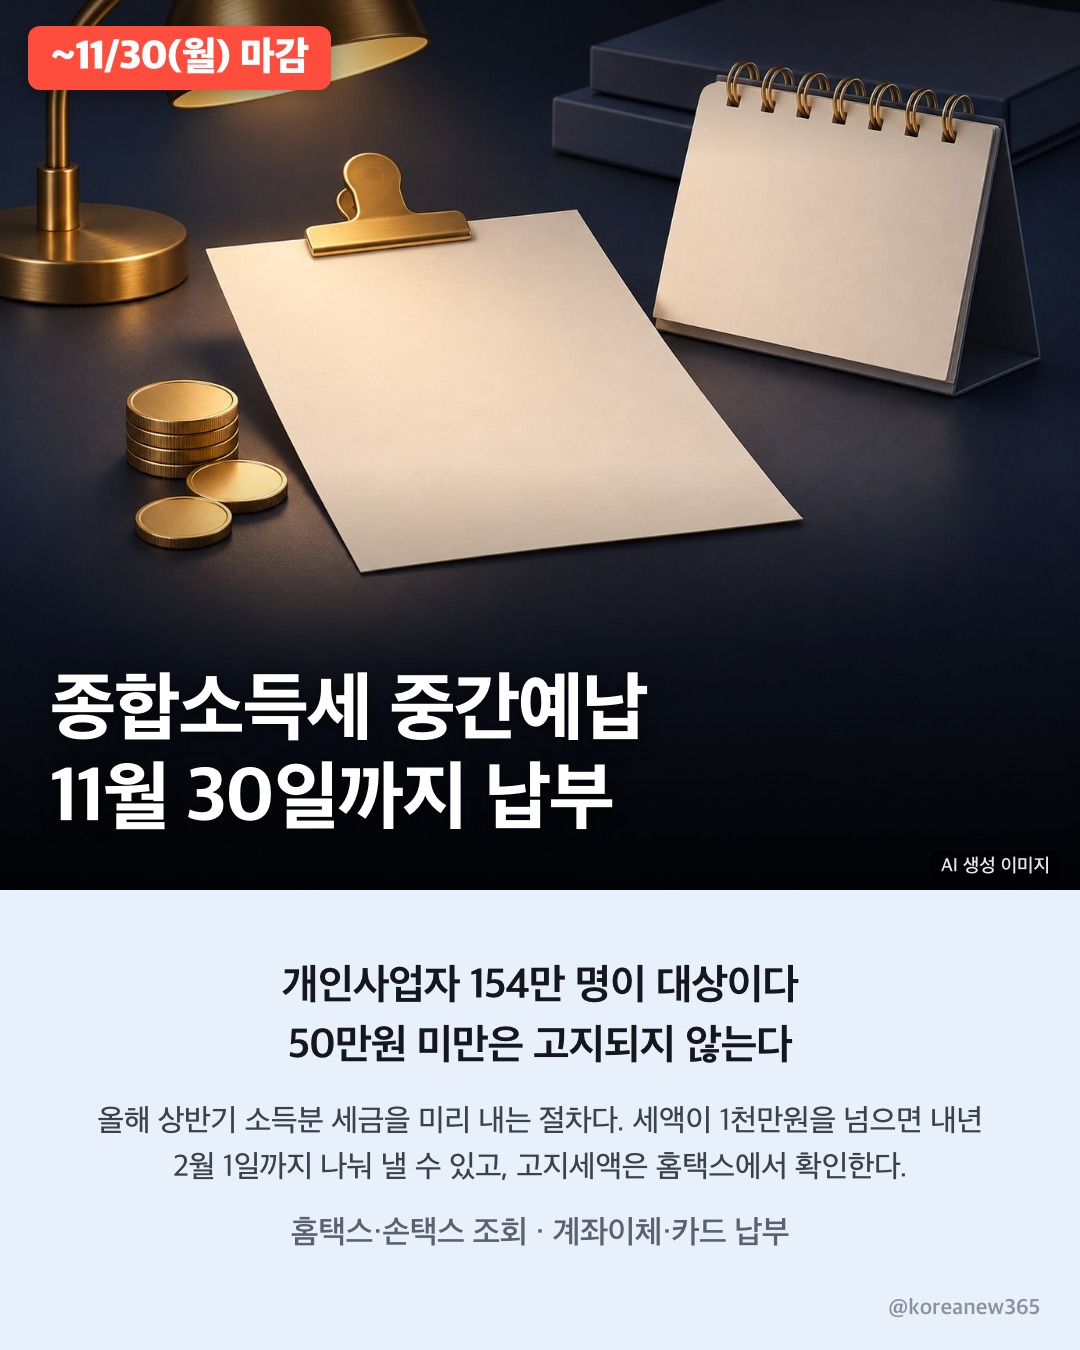 ~11/30(월) 마감
종합소득세 중간예납
11월 30일까지 납부
AI 생성 이미지
개인사업자 154만 명이 대상이다
50만원 미만은 고지되지 않는다
올해 상반기 소득분 세금을 미리 내는 절차다. 세액이 1천만원을 넘으면 내년
2월 1일까지 나눠 낼 수 있고, 고지세액은 홈택스에서 확인한다.
홈택스·손택스 조회 · 계좌이체·카드 납부
@koreanew365